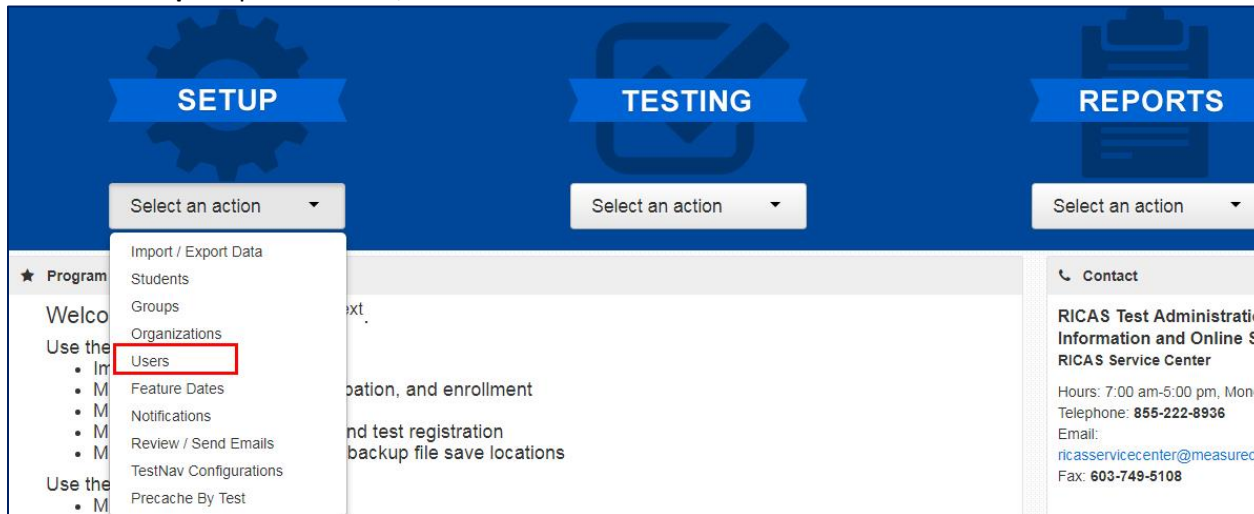 SETUP
TESTING
REPORTS
Select an action
Select an action
Select an action
Import / Export Data
Students
Groups
Organizations
Users
Feature Dates
Notifications
Review / Send Emails
TestNav Configurations
Precache By Test
Program
Welco
Use the
• Im
• M
pation, and enrollment
• M
• M
nd test registration
• M
backup file save locations
Use the
• M
Contact
RICAS Test Administrati
Information and Online S
RICAS Service Center
Hours: 7:00 am-5:00 pm, Mon
Telephone: 855-222-8936
Email:
ricasservicecenter@measured
Fax: 603-749-5108